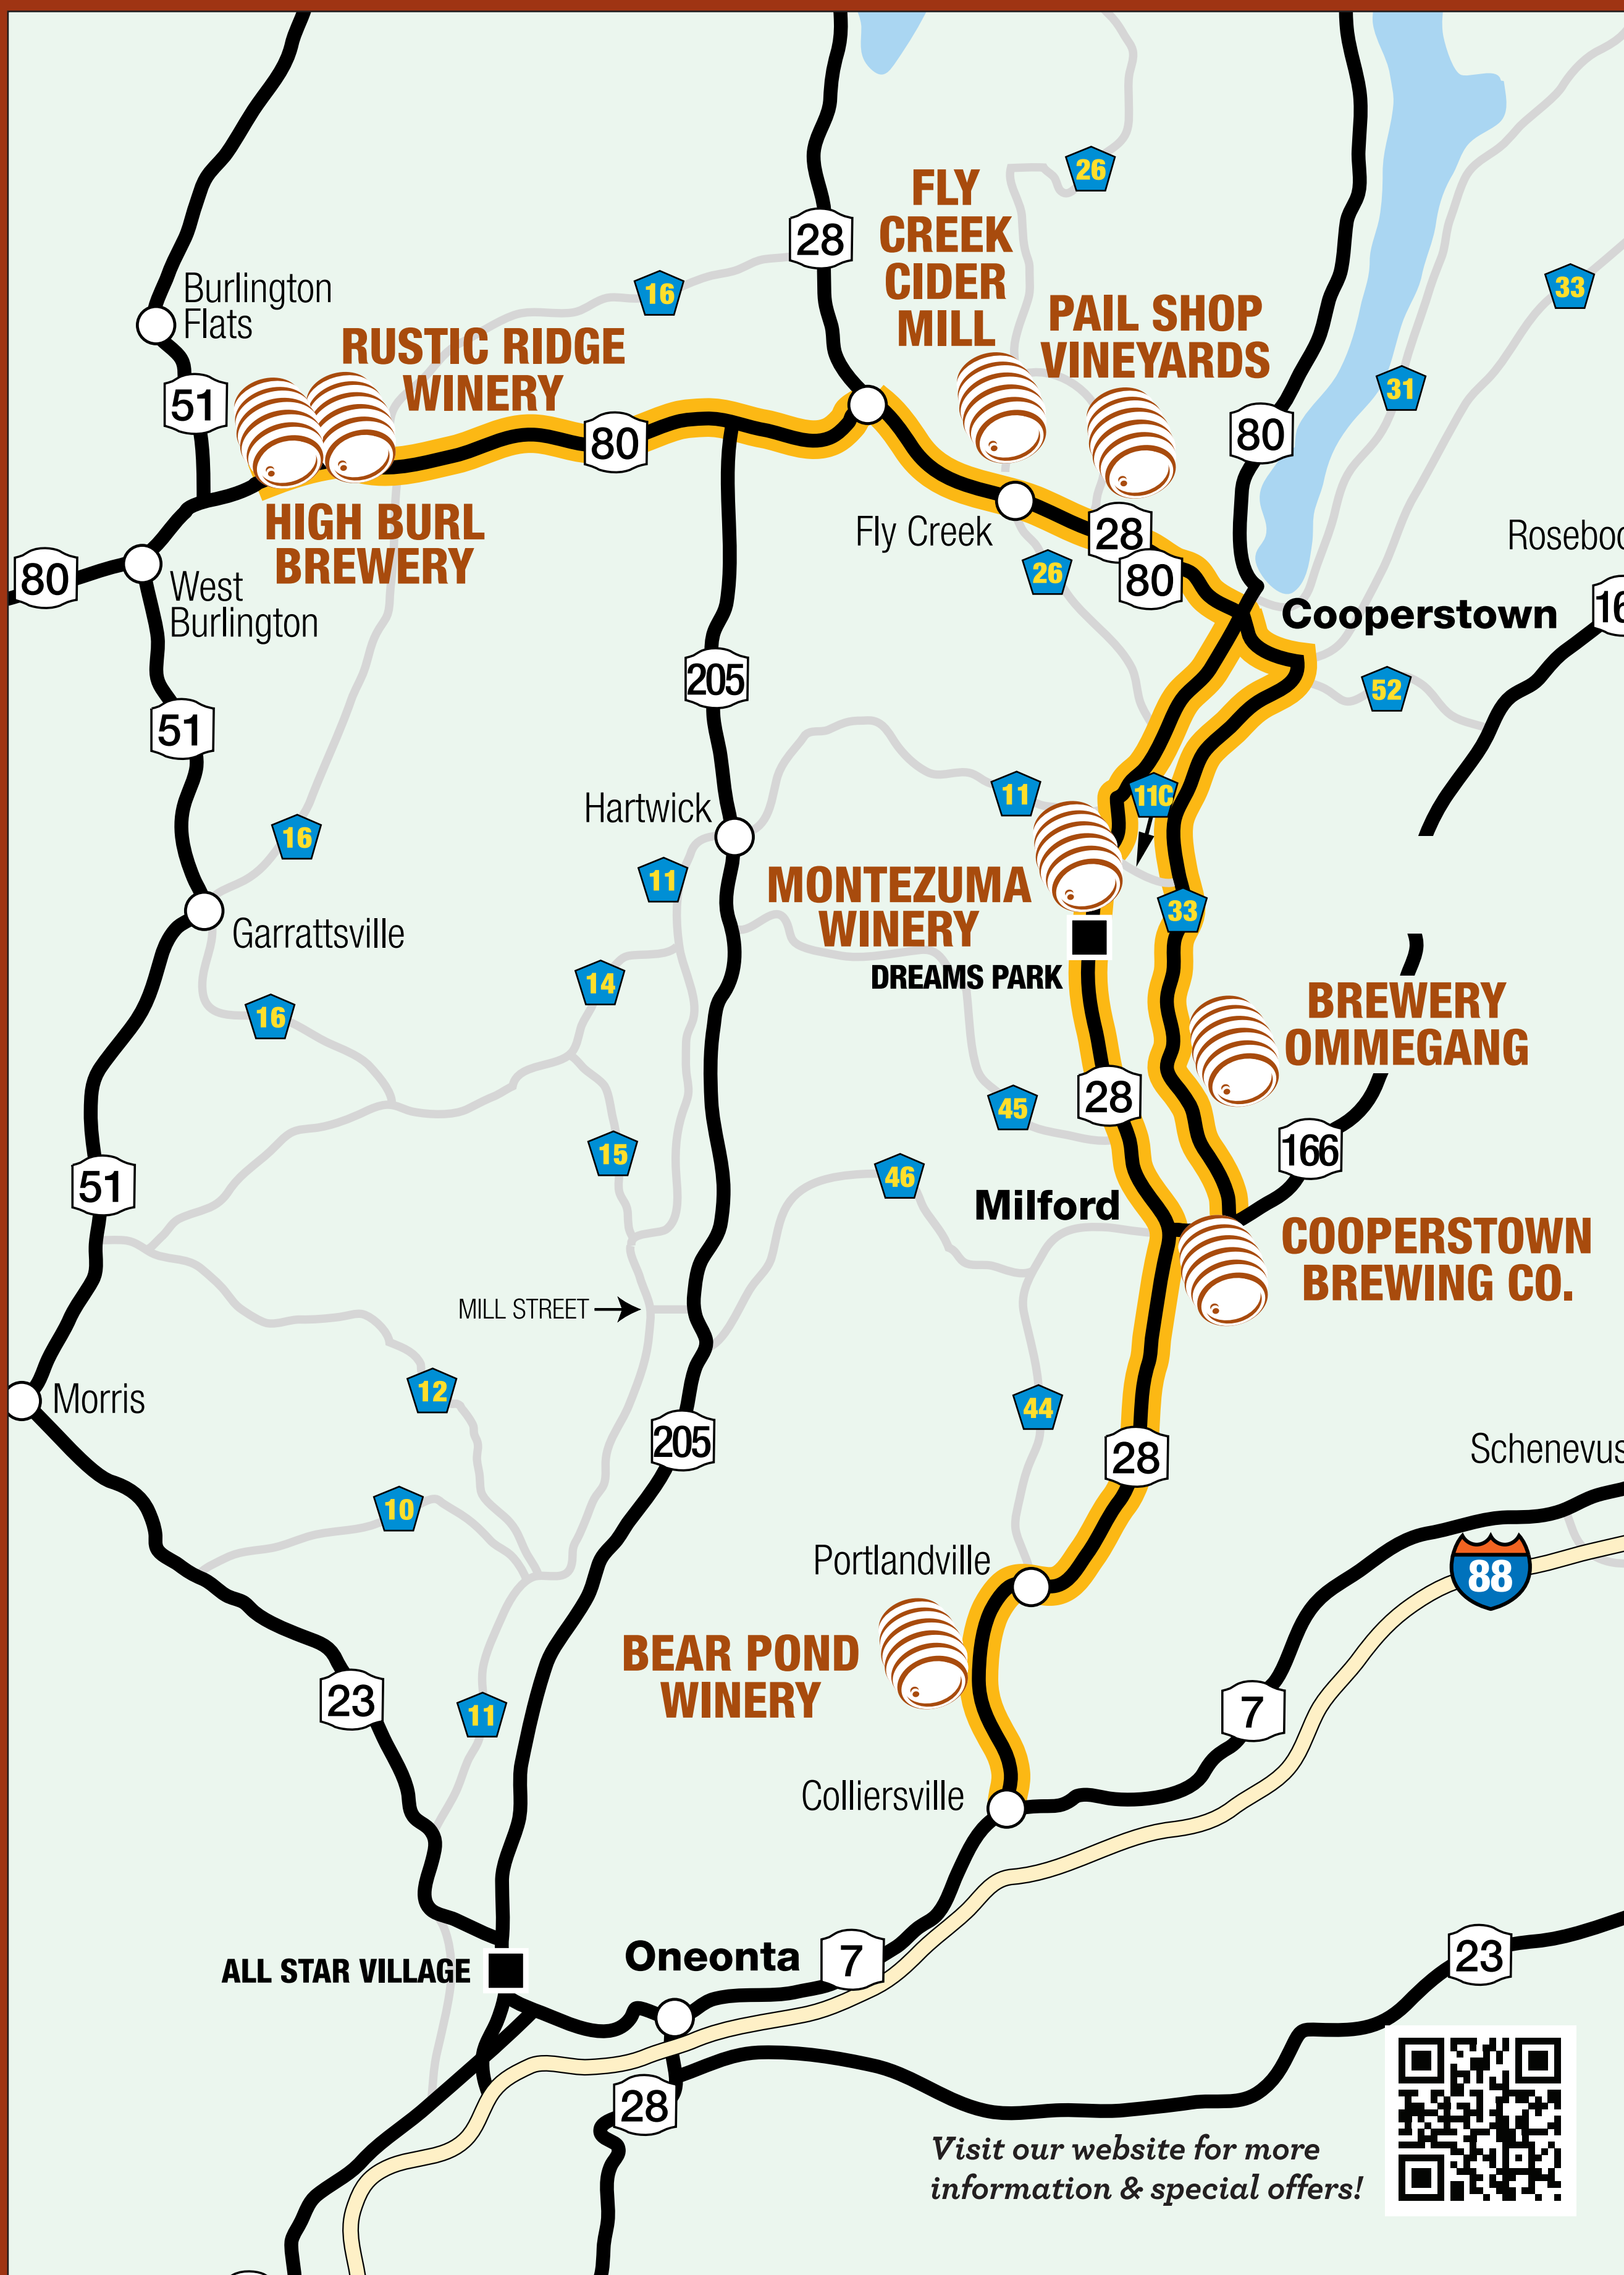 26
FLY
CREEK
CIDER
MILL
28
16
33
Burlington
Flats
RUSTIC RIDGE
WINERY
PAIL SHOP
VINEYARDS
51
31
80
80
HIGH BURL
BREWERY
Fly Creek
28
80
26
80
West
Burlington
Cooperstown
205
52
51
Hartwick
11
11C
16
11
MONTEZUMA
WINERY
33
Garrattsville
DREAMS PARK
14
16
BREWERY
OMMEGANG
28
45
15
166
51
46
Milford
COOPERSTOWN
BREWING CO.
MILL STREET
12
Morris
44
205
28
10
Portlandville
88
BEAR POND
WINERY
23
11
7
Colliersville
ALL STAR VILLAGE
Oneonta
7
23
28
Visit our website for more
information & special offers!